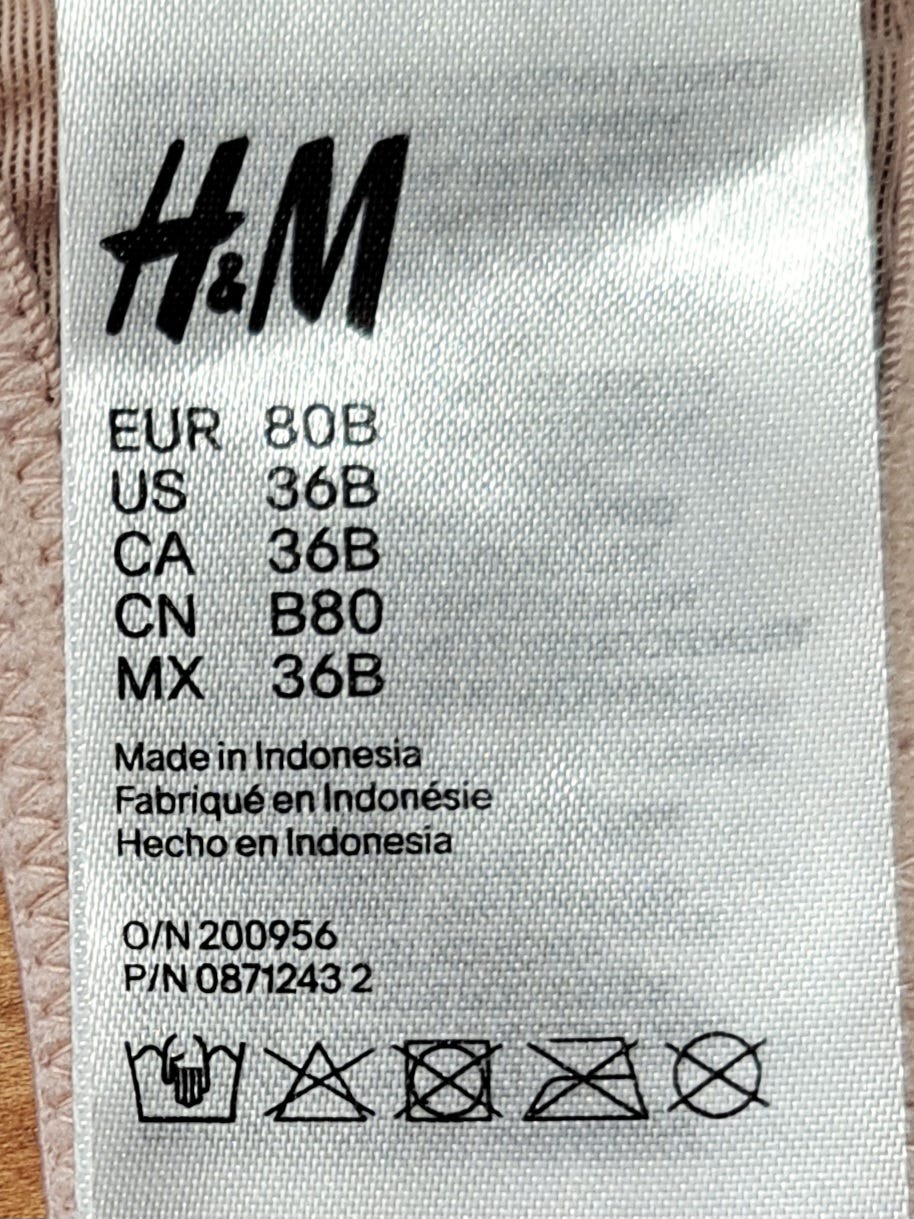 H&M
EUR 80B
US 36B
CA 36B
CN B80
MX 36B
Made in Indonesia
Fabriqué en Indonésie
Hecho en Indonesia
O/N 200956
P/N 0871243 2